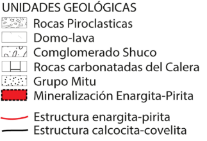 UNIDADES GEOLÓGICAS
Rocas Piroclasticas
Domo-lava
Comglomerado Shuco
Rocas carbonatadas del Calera
Grupo Mitu
Mineralización Enargita-Pirita
Estructura enargita-pirita
Estructura calcocita-covelita